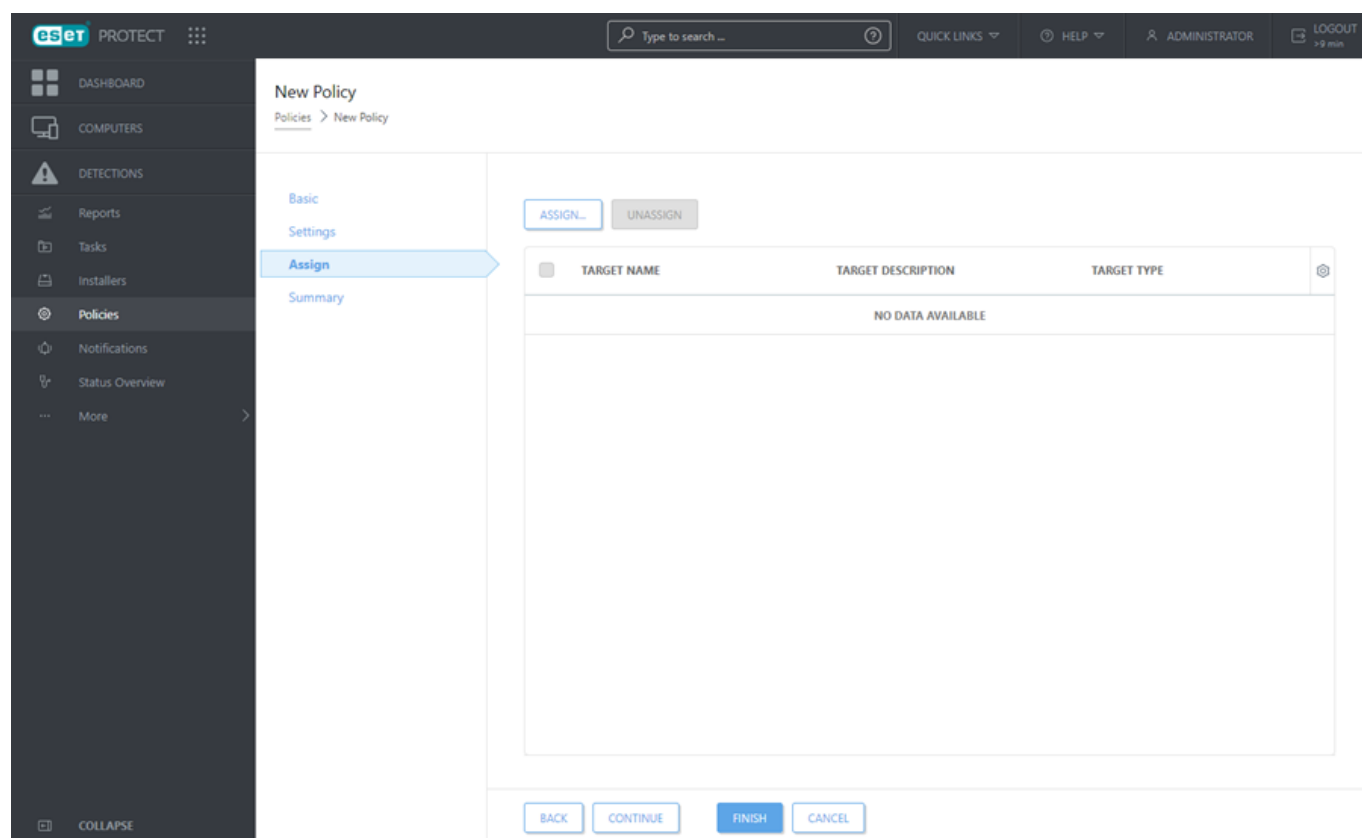 eset PROTECT
Type to search ...
QUICK LINKS
HELP
ADMINISTRATOR
LOGOUT
>9 min
DASHBOARD
COMPUTERS
DETECTIONS
Reports
Tasks
Installers
Policies
Notifications
Status Overview
More
COLLAPSE
New Policy
Policies > New Policy
Basic
Settings
Assign
Summary
ASSIGN... UNASSIGN
TARGET NAME TARGET DESCRIPTION TARGET TYPE
NO DATA AVAILABLE
BACK CONTINUE FINISH CANCEL